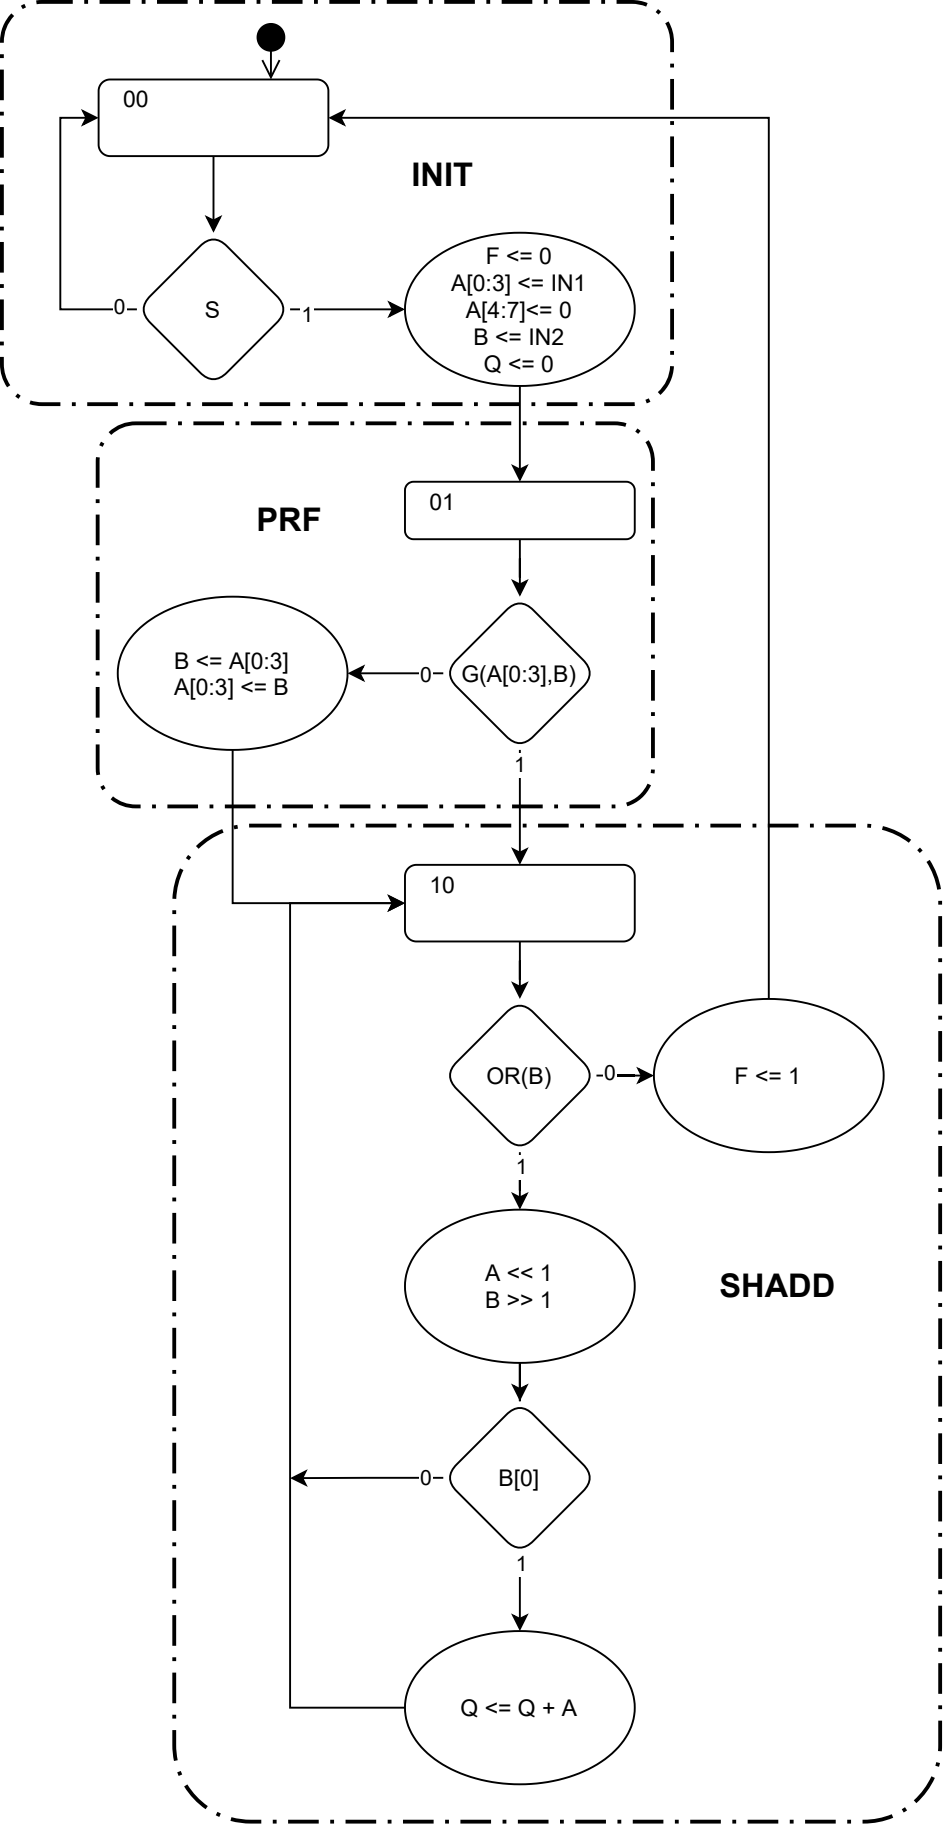 00
INIT
F <= 0
A[0:3] <= IN1
A[4:7]<= 0
B <= IN2
Q <= 0
0
S
1
01
PRF
B <= A[0:3]
A[0:3] <= B
0
G(A[0:3],B)
1
10
OR(B)
0
F <= 1
1
A << 1
B >> 1
SHADD
0
B[0]
1
Q <= Q + A